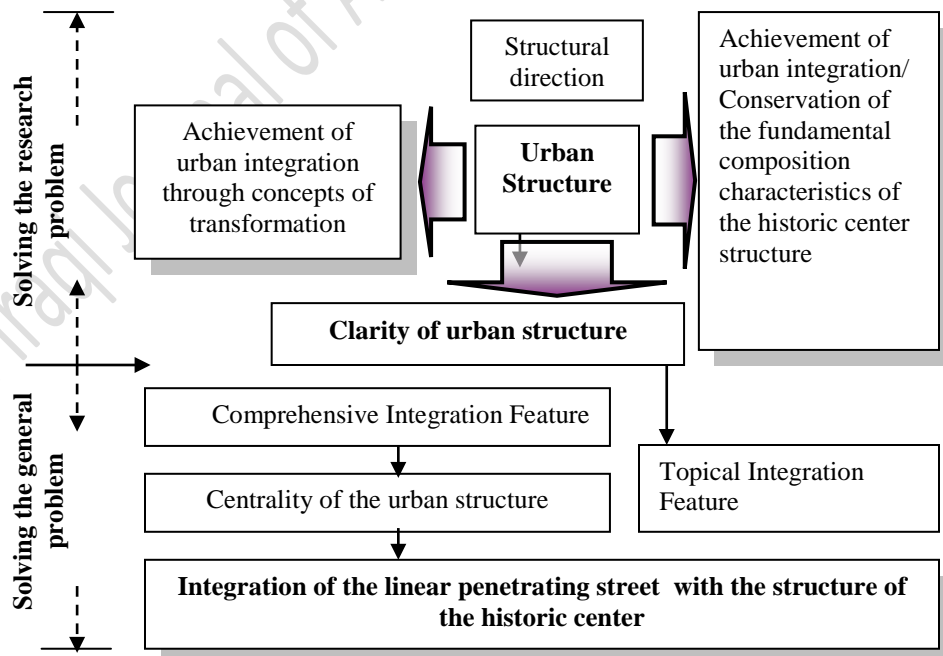 Iraqi Journal of A
Solving the research
problem
Structural
direction
Achievement of
urban integration
through concepts of
transformation
Urban
Structure
Achievement of
urban integration/
Conservation of
the fundamental
composition
characteristics of
the historic center
structure
Clarity of urban structure
Solving the general
problem
Comprehensive Integration Feature
Centrality of the urban structure
Topical Integration
Feature
Integration of the linear penetrating street with the structure of
the historic center